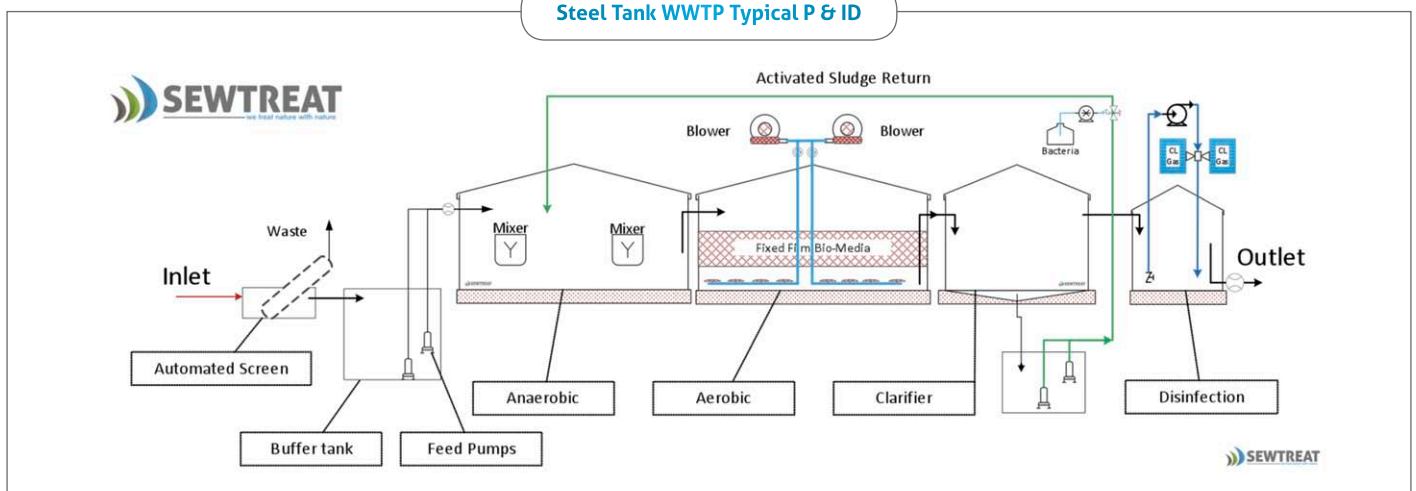 Steel Tank WWTP Typical P & ID
SEWTREAT
we treat nature with nature
Activated Sludge Return
Blower
Blower
Bacteria
CL
Gas
CL
Gas
Waste
Mixer
Mixer
Fixed Film Bio-Media
Inlet
Outlet
SEWTREAT
SEWTREAT
Automated Screen
Anaerobic
Aerobic
Clarifier
Disinfection
Buffer tank
Feed Pumps
SEWTREAT